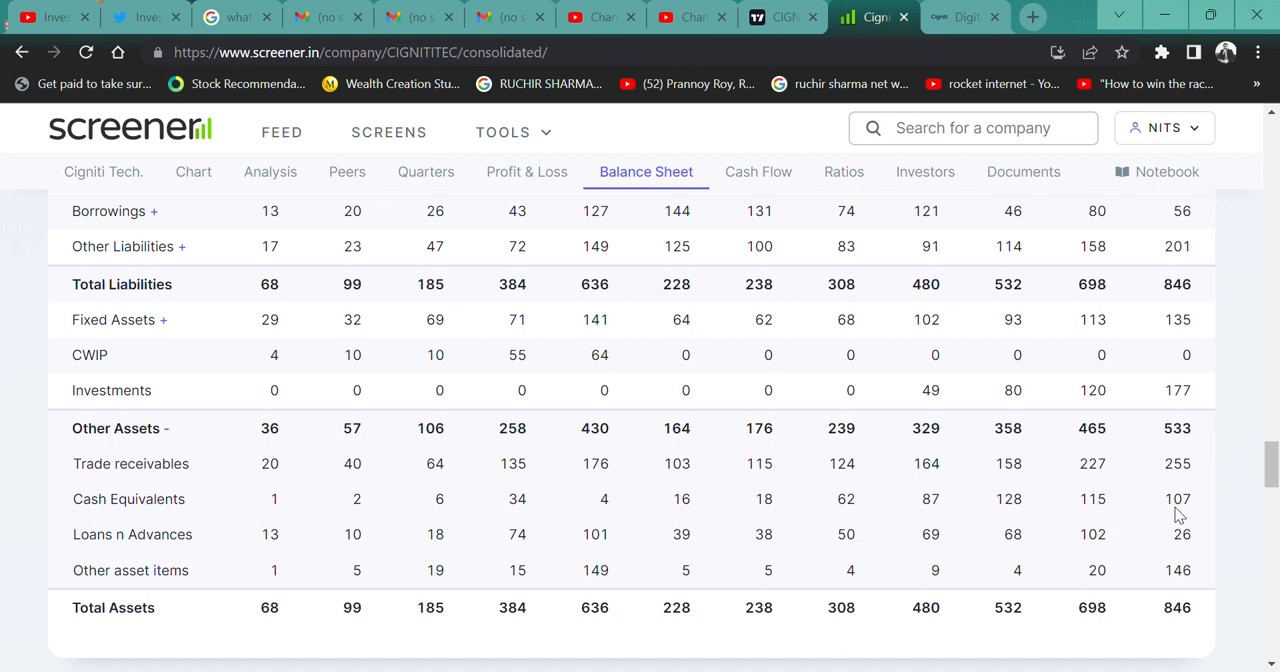 Inves
Inves
what
(no s
(no s
(no s
Chan
Chan
CIGN
Cigni
Digit
https://www.screener.in/company/CIGNITITEC/consolidated/
Get paid to take sur... Stock Recommenda... Wealth Creation Stu... RUCHIR SHARMA... (52) Prannoy Roy, R... ruchir sharma net w... rocket internet - Yo... "How to win the rac... »
screener FEED SCREENS TOOLS Search for a company NITS
Cigniti Tech. Chart Analysis Peers Quarters Profit & Loss Balance Sheet Cash Flow Ratios Investors Documents Notebook
Borrowings + 13 20 26 43 127 144 131 74 121 46 80 56
Other Liabilities + 17 23 47 72 149 125 100 83 91 114 158 201
Total Liabilities 68 99 185 384 636 228 238 308 480 532 698 846
Fixed Assets + 29 32 69 71 141 64 62 68 102 93 113 135
CWIP 4 10 10 55 64 0 0 0 0 0 0 0
Investments 0 0 0 0 0 0 0 0 49 80 120 177
Other Assets - 36 57 106 258 430 164 176 239 329 358 465 533
Trade receivables 20 40 64 135 176 103 115 124 164 158 227 255
Cash Equivalents 1 2 6 34 4 16 18 62 87 128 115 107
Loans n Advances 13 10 18 74 101 39 38 50 69 68 102 26
Other asset items 1 5 19 15 149 5 5 4 9 4 20 146
Total Assets 68 99 185 384 636 228 238 308 480 532 698 846